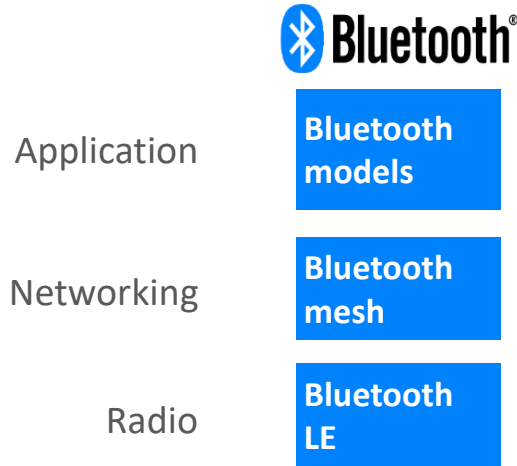 Bluetooth®
Application
Bluetooth
models
Networking
Bluetooth
mesh
Radio
Bluetooth
LE